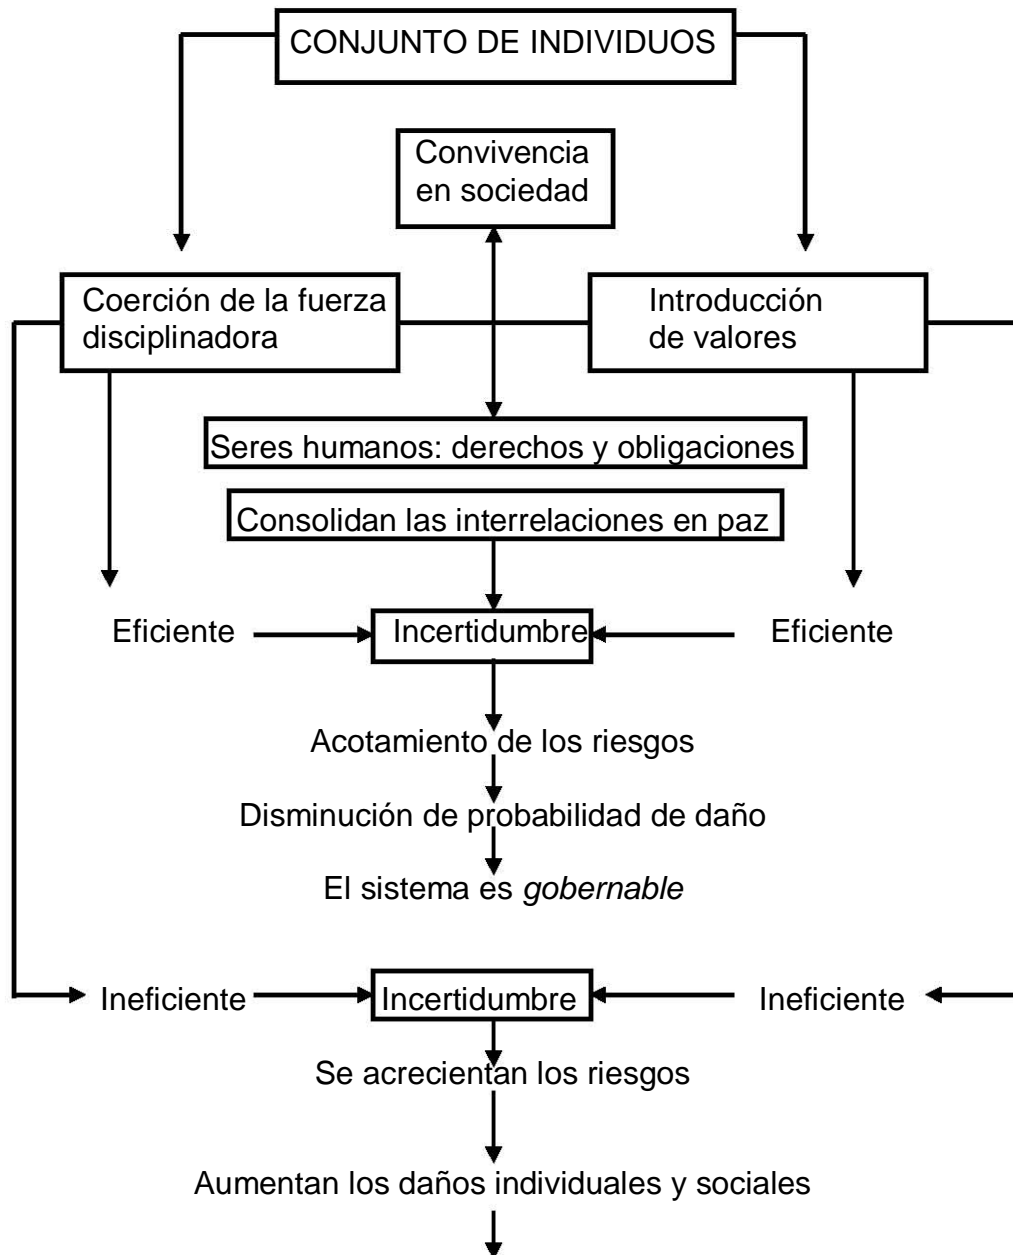 CONJUNTO DE INDIVIDUOS
Convivencia
en sociedad
Coerción de la fuerza
disciplinadora
Introducción
de valores
Seres humanos: derechos y obligaciones
Consolidan las interrelaciones en paz
Eficiente
Incertidumbre
Eficiente
Acotamiento de los riesgos
Disminución de probabilidad de daño
El sistema es gobernable
Ineficiente
Incertidumbre
Ineficiente
Se acrecientan los riesgos
Aumentan los daños individuales y sociales